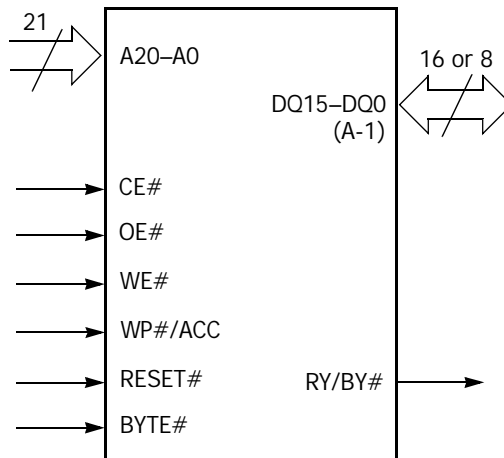 21
A20–A0
16 or 8
DQ15–DQ0
(A-1)
CE#
OE#
WE#
WP#/ACC
RESET#
RY/BY#
BYTE#